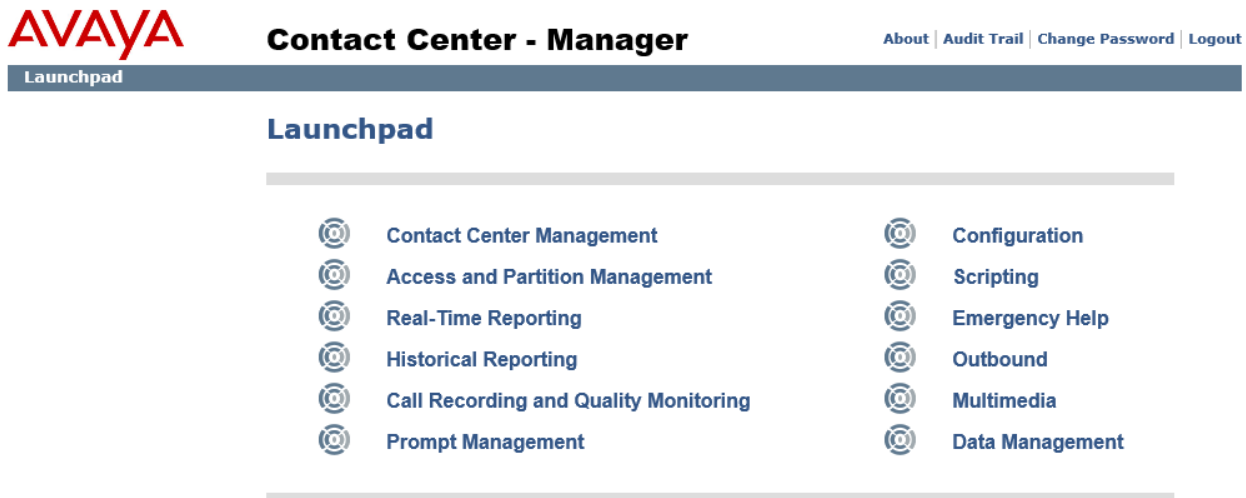 AVAYA
Contact Center - Manager
About | Audit Trail | Change Password | Logout
Launchpad
Launchpad
Contact Center Management
Configuration
Access and Partition Management
Scripting
Real-Time Reporting
Emergency Help
Historical Reporting
Outbound
Call Recording and Quality Monitoring
Multimedia
Prompt Management
Data Management